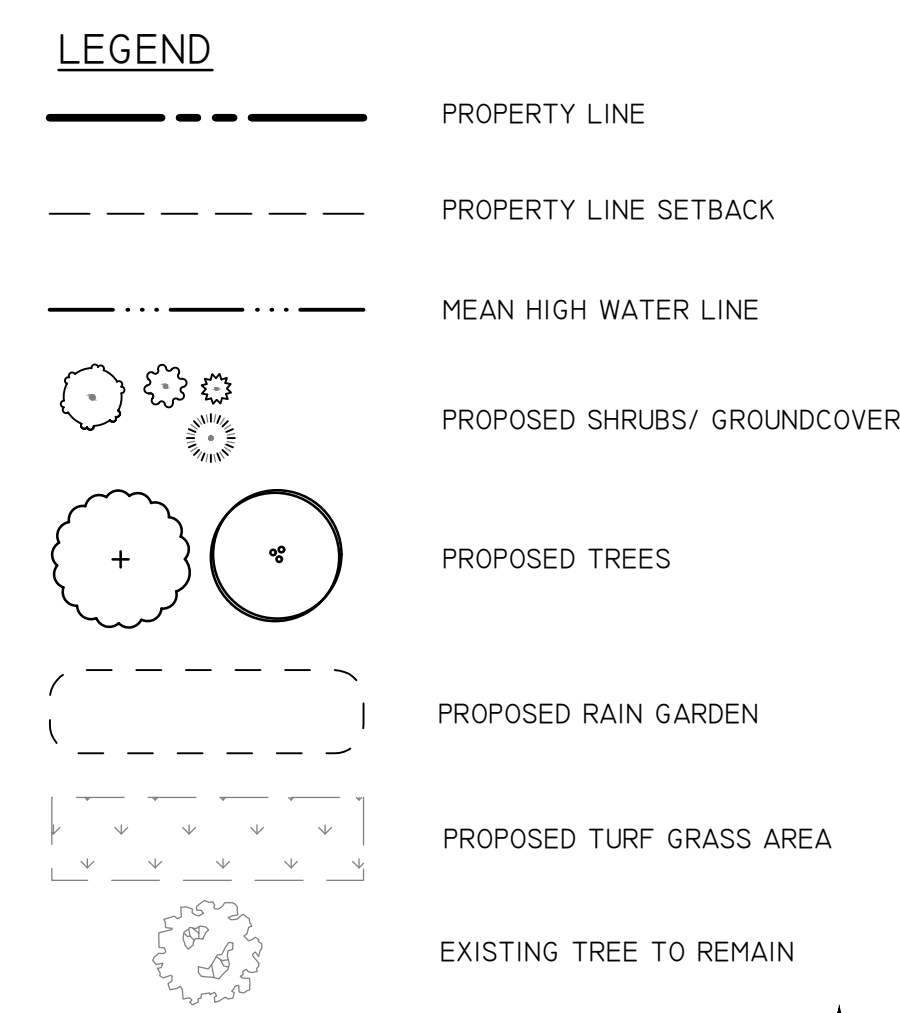 LEGEND
PROPERTY LINE
PROPERTY LINE SETBACK
MEAN HIGH WATER LINE
PROPOSED SHRUBS/ GROUNDCOVER
PROPOSED TREES
PROPOSED RAIN GARDEN
PROPOSED TURF GRASS AREA
EXISTING TREE TO REMAIN